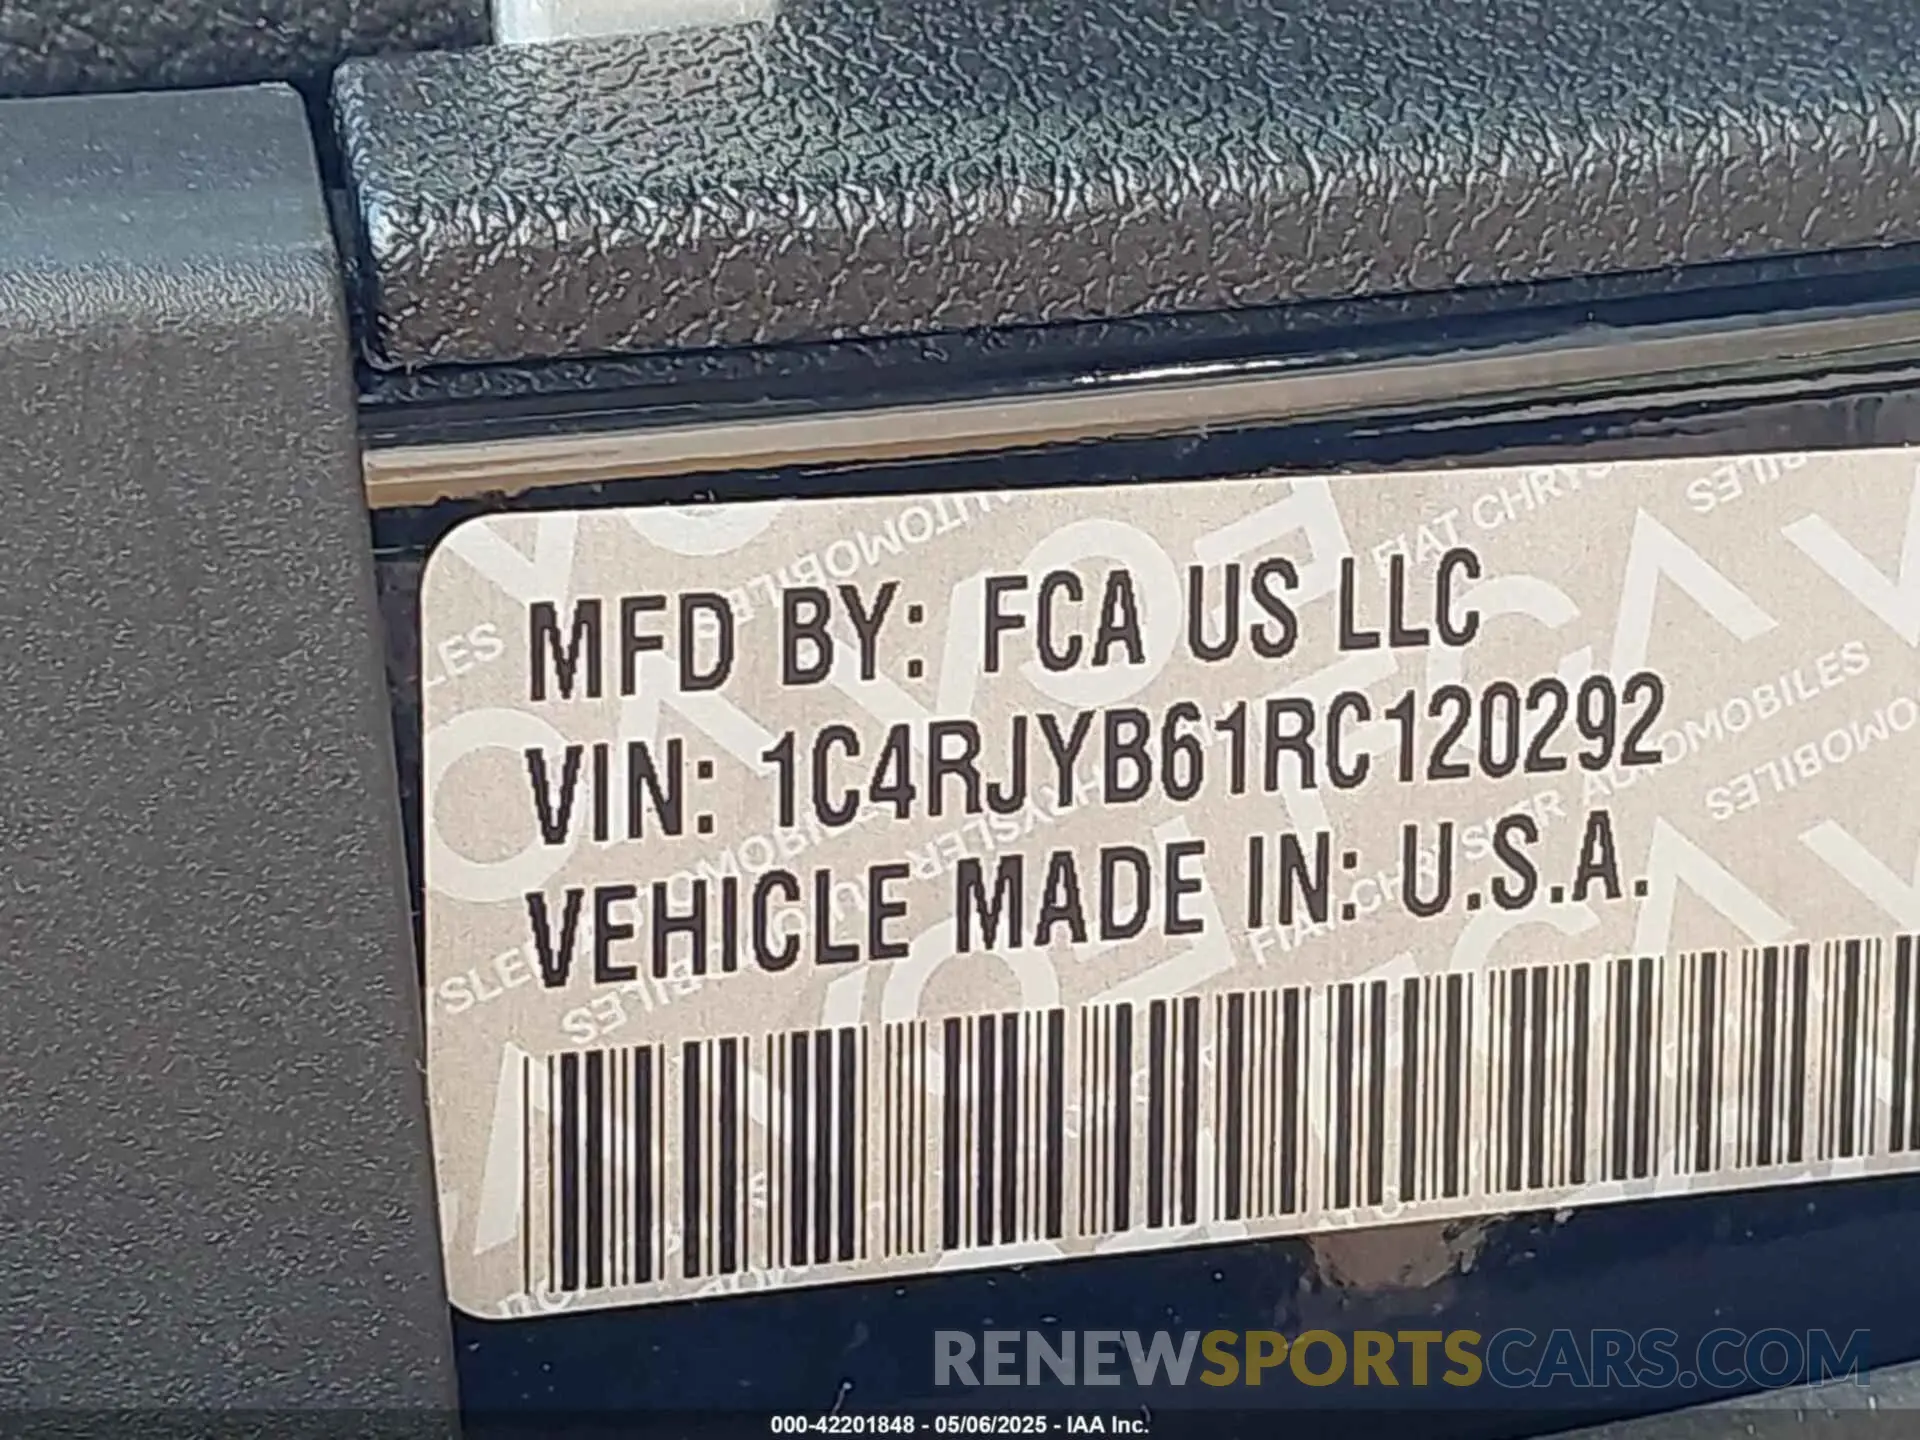 MFD BY: FCA US LLC
VIN: 1C4RJYB61RC120292
VEHICLE MADE IN: U.S.A.
RENEWSPORTSCARS.COM
000-42201848 - 05/06/2025 - IAA Inc.